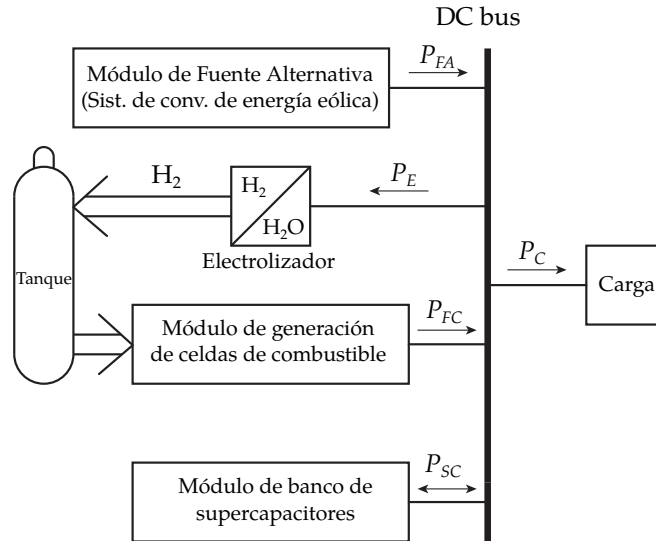 DC bus
Módulo de Fuente Alternativa
(Sist. de conv. de energía eólica)
P_FA
H₂
H₂
H₂O
P_E
Electrolizador
Tanque
P_C
Carga
Módulo de generación
de celdas de combustible
P_FC
Módulo de banco de
supercapacitores
P_SC